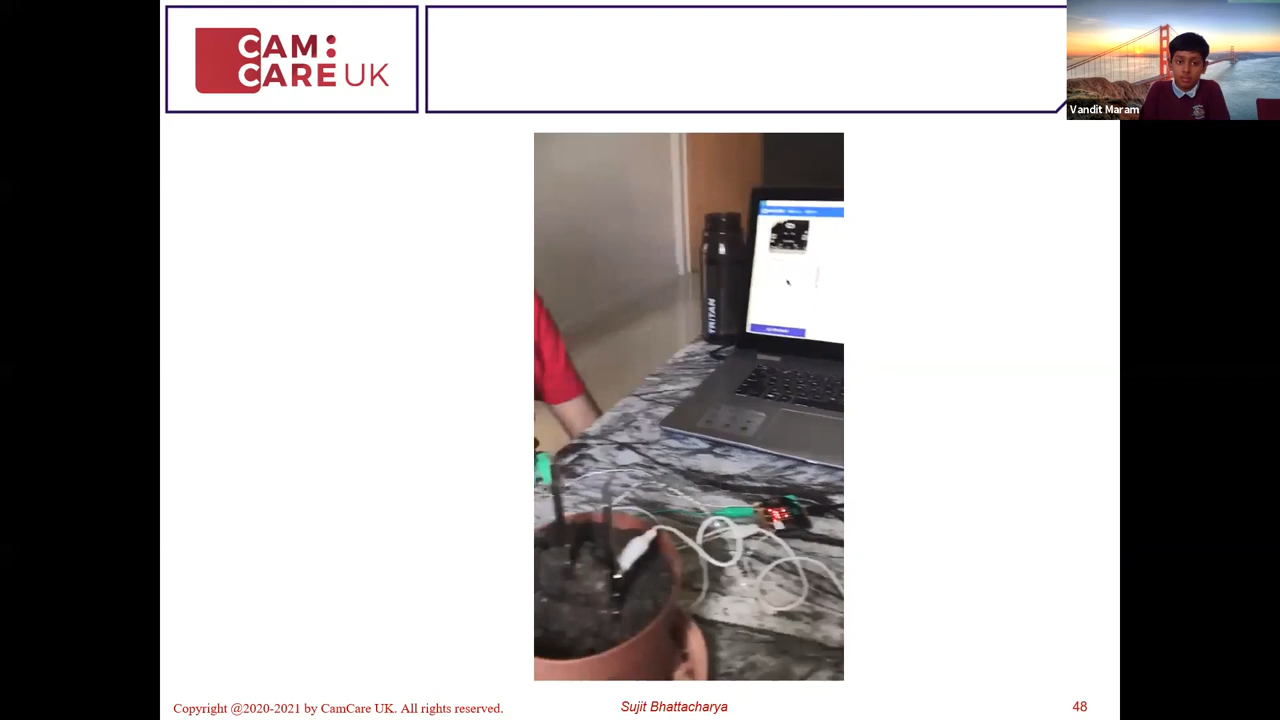 CAM:
CARE UK
Vandit Maram
TRITAN
Copyright @2020-2021 by CamCare UK. All rights reserved.
Sujit Bhattacharya
48